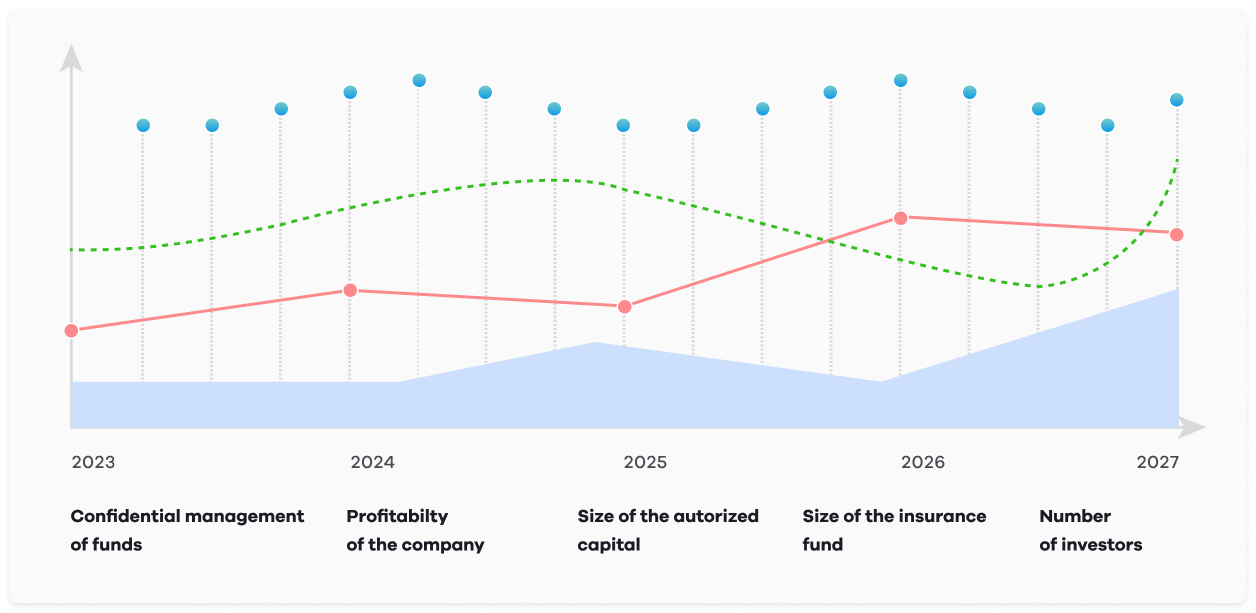 2023 2024 2025 2026 2027
Confidential management Profitabilty Size of the autorized Size of the insurance Number
of funds of the company capital fund of investors